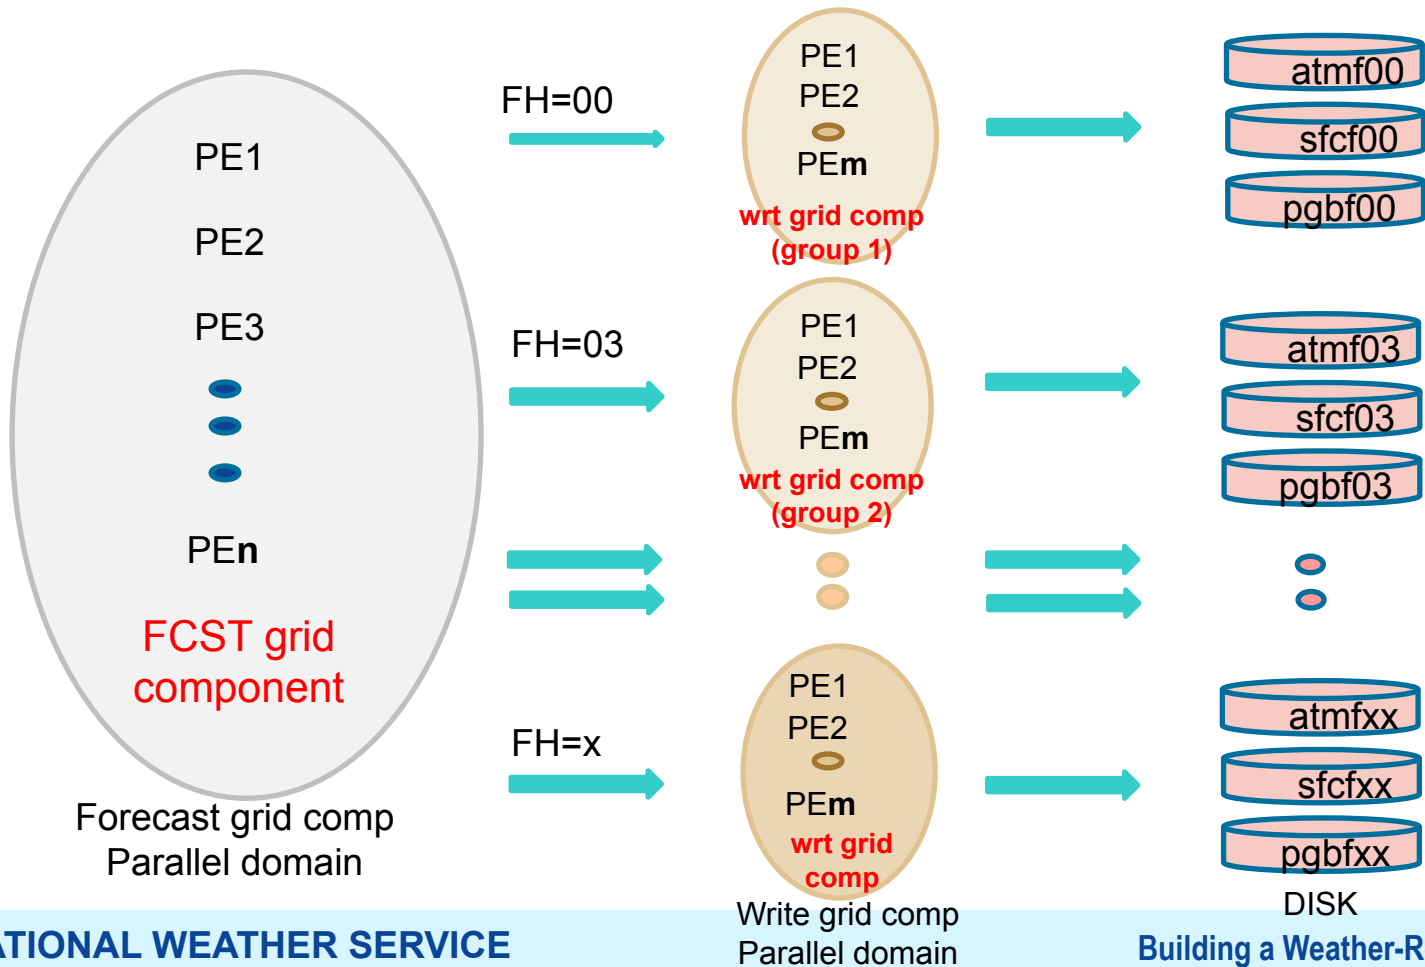 PE1
PE2
PE3
PEn
FCST grid
component
Forecast grid comp
Parallel domain
FH=00
FH=03
FH=x
PE1
PE2
PEm
wrt grid comp
(group 1)
PE1
PE2
PEm
wrt grid comp
(group 2)
PE1
PE2
PEm
wrt grid
comp
Write grid comp
Parallel domain
atmf00
sfcf00
pgbf00
atmf03
sfcf03
pgbf03
atmfxx
sfcfxx
pgbfxx
DISK
ATIONAL WEATHER SERVICE
Building a Weather-R